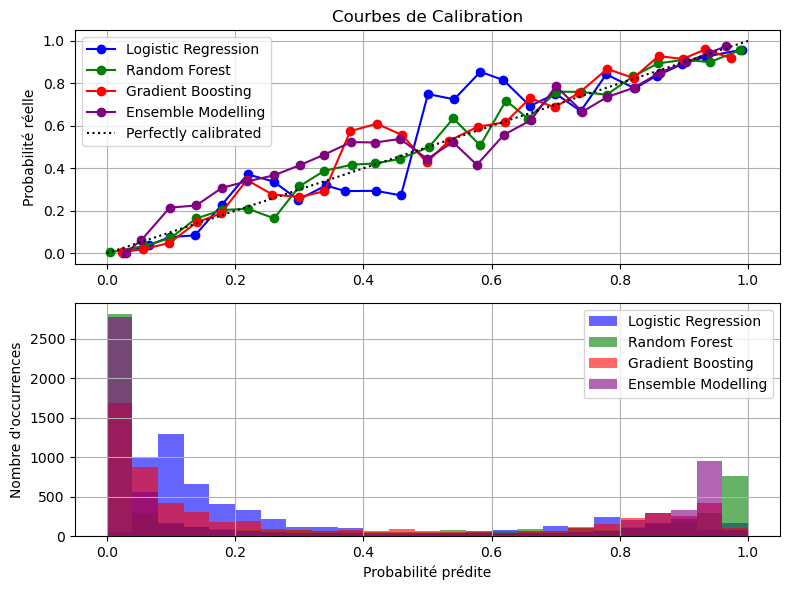 Courbes de Calibration
Probabilité réelle
1.0
0.8
0.6
0.4
0.2
0.0
Logistic Regression
Random Forest
Gradient Boosting
Ensemble Modelling
Perfectly calibrated
0.0 0.2 0.4 0.6 0.8 1.0
Nombre d'occurrences
2500
2000
1500
1000
500
0
Logistic Regression
Random Forest
Gradient Boosting
Ensemble Modelling
0.0 0.2 0.4 0.6 0.8 1.0
Probabilité prédite